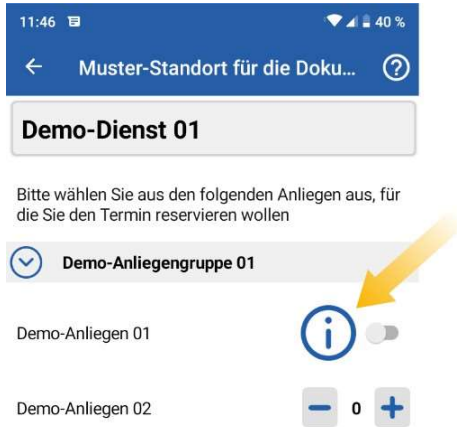 11:46 40 %
Muster-Standort für die Doku...
Demo-Dienst 01
Bitte wählen Sie aus den folgenden Anliegen aus, für
die Sie den Termin reservieren wollen
Demo-Anliegengruppe 01
Demo-Anliegen 01
Demo-Anliegen 02 0